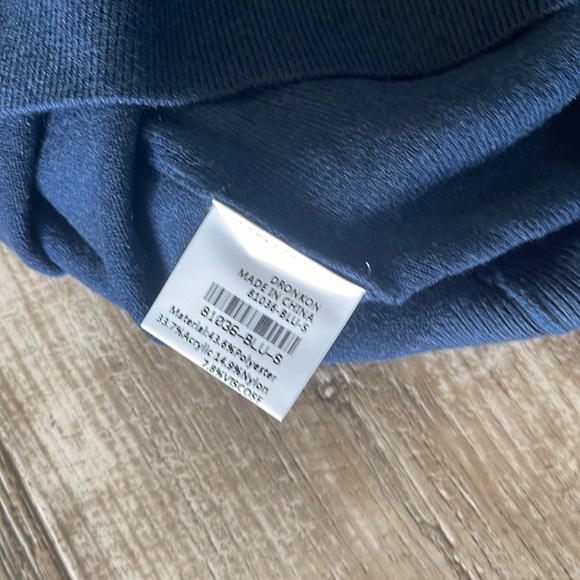 DRONKON
MADE IN CHINA
81036-BLU-S
81036-BLU-S
Material:43.6%Polyester
33.7%Acrylic 14.9%Nylon
7.8%VISCOSE